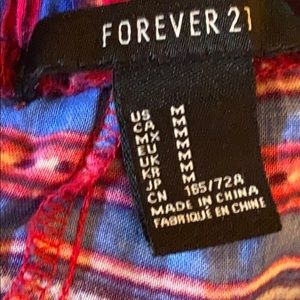 FOREVER 21
US M
CA M
MX M
EU M
UK M
KR M
JP M
CN 165/72A
MADE IN CHINA
FABRIQUÉ EN CHINE